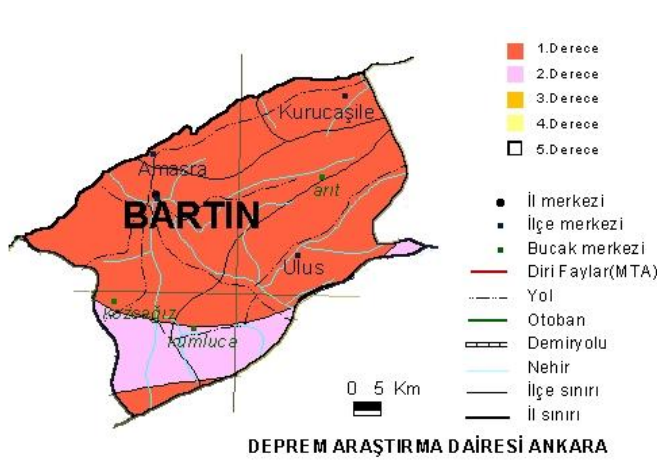 1.Derece
2.Derece
3.Derece
4.Derece
5.Derece
Kurucaşile
Amasra
arıt
BARTIN
Ulus
kozcağız
kumluca
İl merkezi
İlçe merkezi
Bucak merkezi
Diri Faylar(MTA)
Yol
Otoban
Demiryolu
Nehir
İlçe sınırı
İl sınırı
0 5 Km
DEPREM ARAŞTIRMA DAİRESİ ANKARA